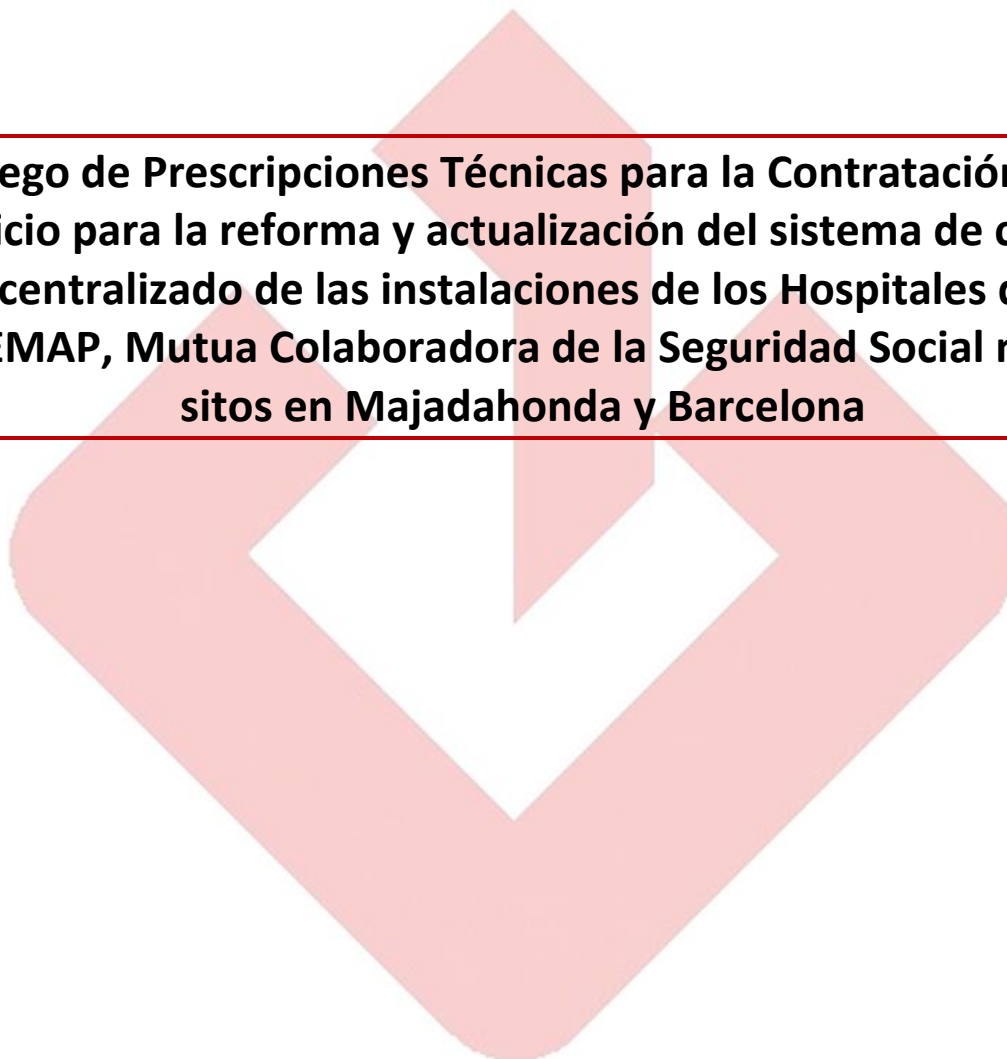 ego de Prescripciones Técnicas para la Contratación
icio para la reforma y actualización del sistema de c
centralizado de las instalaciones de los Hospitales d
EMAP, Mutua Colaboradora de la Seguridad Social n
sitos en Majadahonda y Barcelona